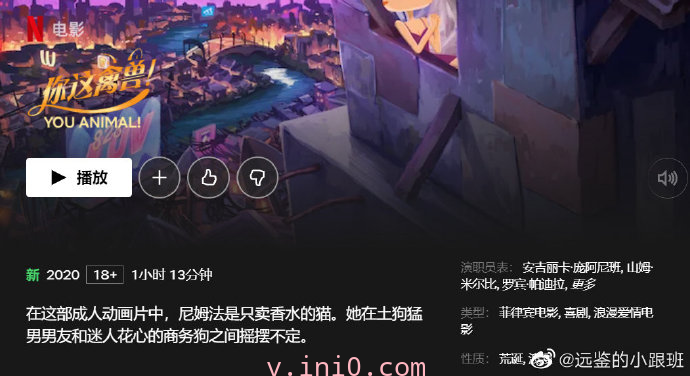 N 电影
你这禽兽!
YOU ANIMAL!
播放
新 2020 18+ 1小时 13分钟
在这部成人动画片中，尼姆法是只卖香水的猫。她在土狗猛
男男友和迷人花心的商务狗之间摇摆不定。
演职员表： 安吉丽卡·庞阿尼班, 山姆·
米尔比, 罗宾·帕迪拉, 更多
类型： 菲律宾电影, 喜剧, 浪漫爱情电
影
性质： 荒诞,
@远鉴的小跟班
v.ini0.com